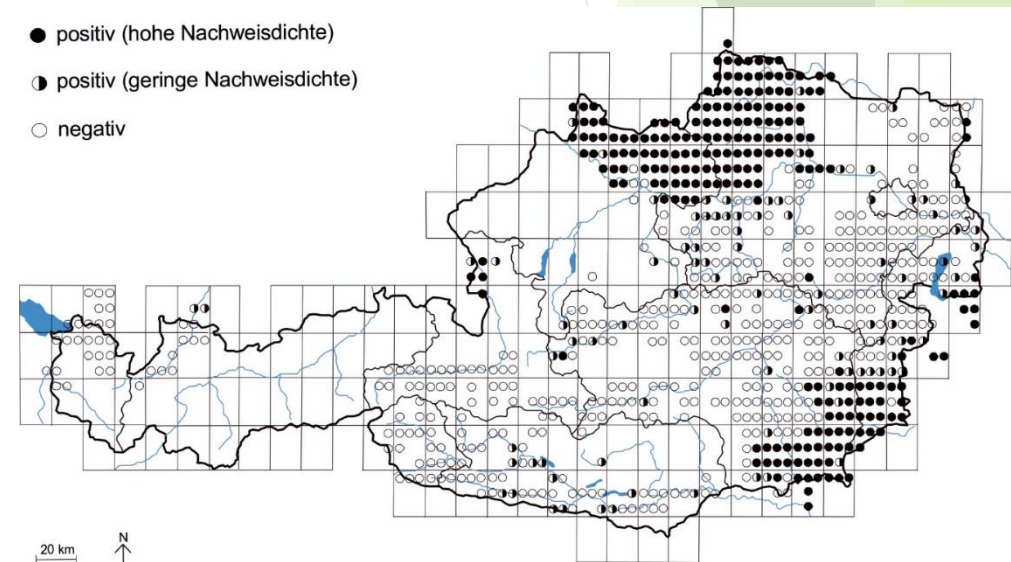 positiv (hohe Nachweisdichte)
positiv (geringe Nachweisdichte)
negativ
20 km
N